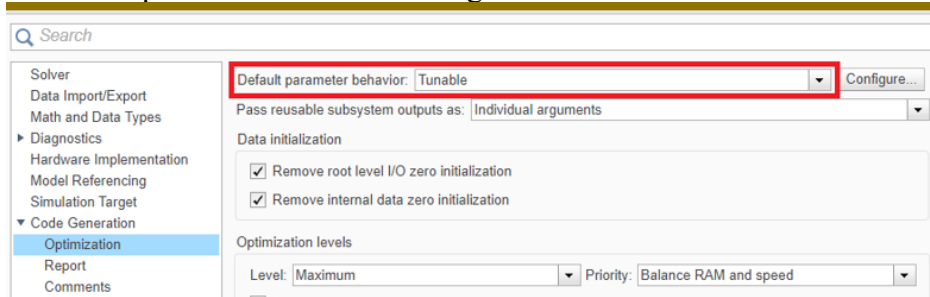 Search
Solver
Data Import/Export
Math and Data Types
Diagnostics
Hardware Implementation
Model Referencing
Simulation Target
Code Generation
Optimization
Report
Comments
Default parameter behavior: Tunable Configure...
Pass reusable subsystem outputs as: Individual arguments
Data initialization
Remove root level I/O zero initialization
Remove internal data zero initialization
Optimization levels
Level: Maximum Priority: Balance RAM and speed